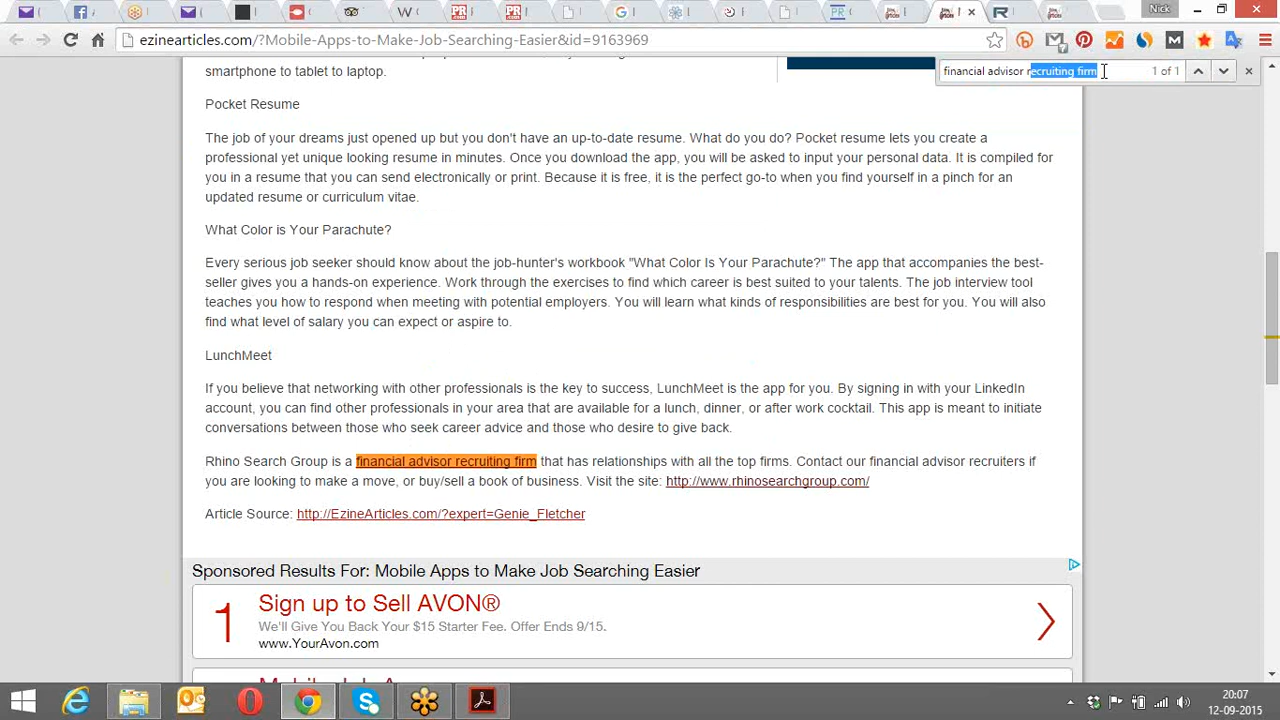 Nick
ezinearticles.com/?Mobile-Apps-to-Make-Job-Searching-Easier&id=9163969
financial advisor recruiting firm
1 of 1
smartphone to tablet to laptop.
Pocket Resume
The job of your dreams just opened up but you don't have an up-to-date resume. What do you do? Pocket resume lets you create a
professional yet unique looking resume in minutes. Once you download the app, you will be asked to input your personal data. It is compiled for
you in a resume that you can send electronically or print. Because it is free, it is the perfect go-to when you find yourself in a pinch for an
updated resume or curriculum vitae.
What Color is Your Parachute?
Every serious job seeker should know about the job-hunter's workbook "What Color Is Your Parachute?" The app that accompanies the best-
seller gives you a hands-on experience. Work through the exercises to find which career is best suited to your talents. The job interview tool
teaches you how to respond when meeting with potential employers. You will learn what kinds of responsibilities are best for you. You will also
find what level of salary you can expect or aspire to.
LunchMeet
If you believe that networking with other professionals is the key to success, LunchMeet is the app for you. By signing in with your LinkedIn
account, you can find other professionals in your area that are available for a lunch, dinner, or after work cocktail. This app is meant to initiate
conversations between those who seek career advice and those who desire to give back.
Rhino Search Group is a financial advisor recruiting firm that has relationships with all the top firms. Contact our financial advisor recruiters if
you are looking to make a move, or buy/sell a book of business. Visit the site: http://www.rhinosearchgroup.com/
Article Source: http://EzineArticles.com/?expert=Genie_Fletcher
Sponsored Results For: Mobile Apps to Make Job Searching Easier
1
Sign up to Sell AVON®
We'll Give You Back Your $15 Starter Fee. Offer Ends 9/15.
www.YourAvon.com
20:07
12-09-2015